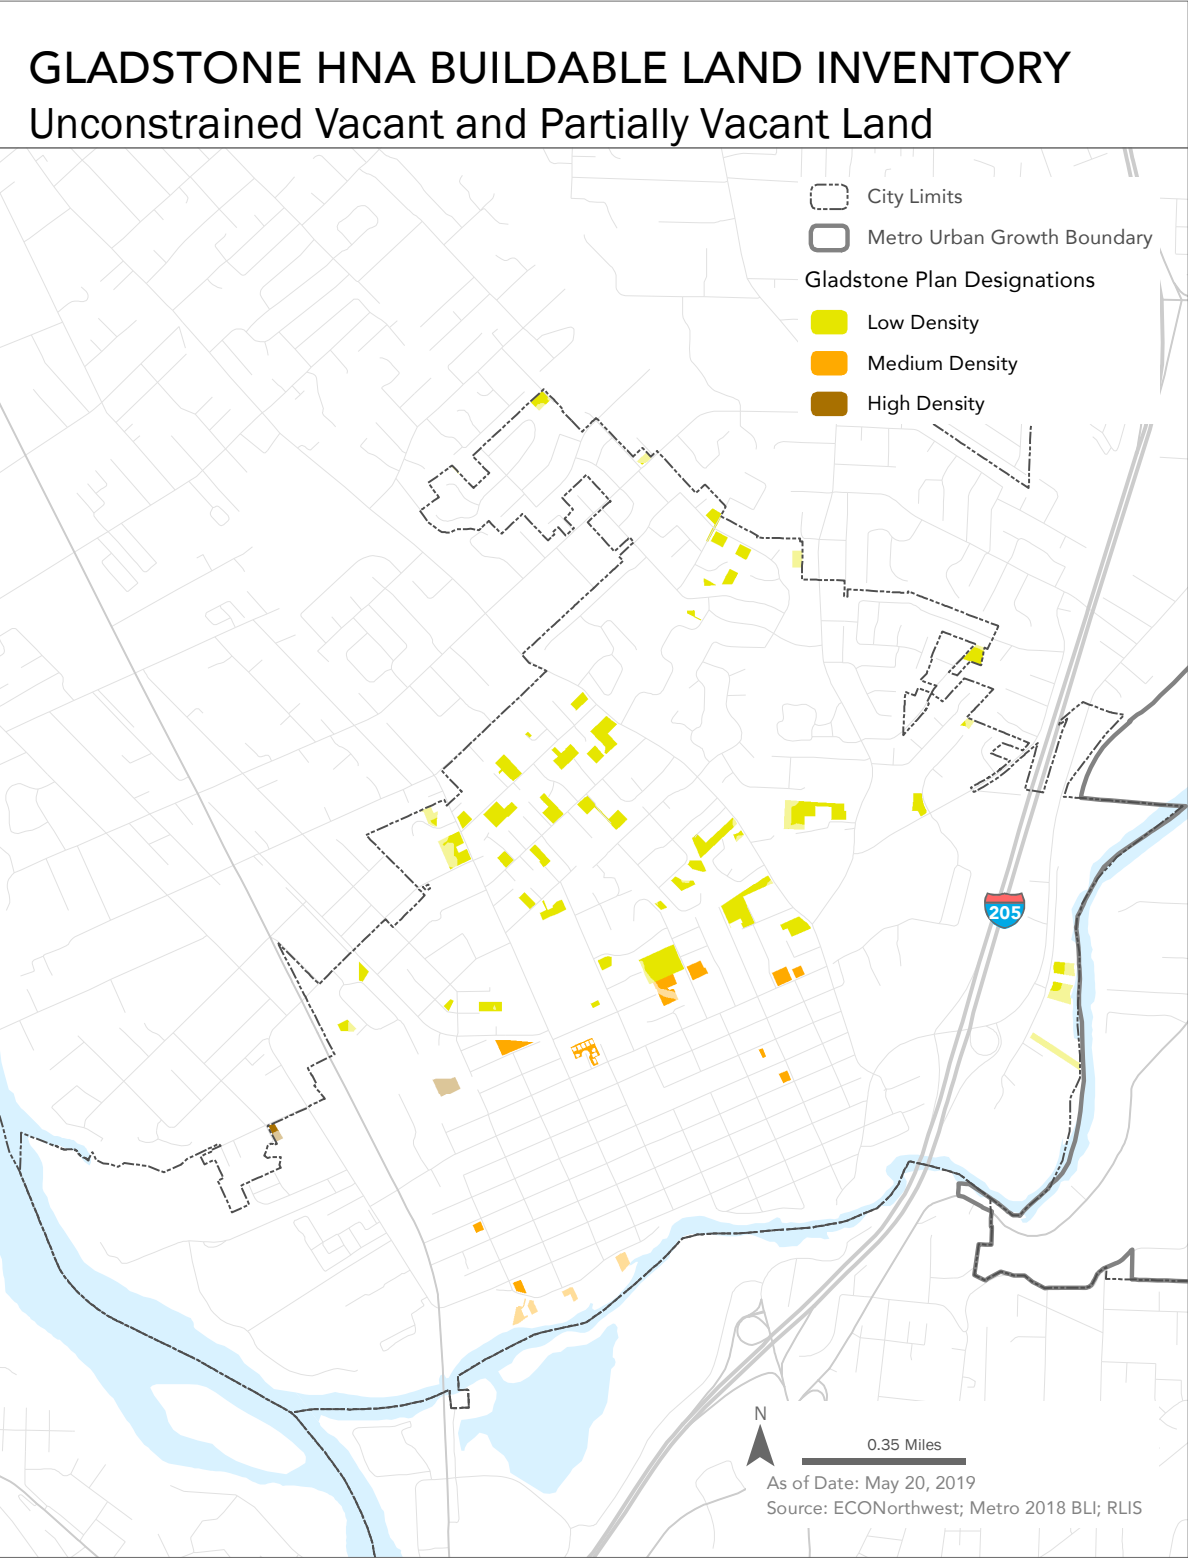 GLADSTONE HNA BUILDABLE LAND INVENTORY
Unconstrained Vacant and Partially Vacant Land
City Limits
Metro Urban Growth Boundary
Gladstone Plan Designations
Low Density
Medium Density
High Density
205
N
0.35 Miles
As of Date: May 20, 2019
Source: ECONorthwest; Metro 2018 BLI; RLIS